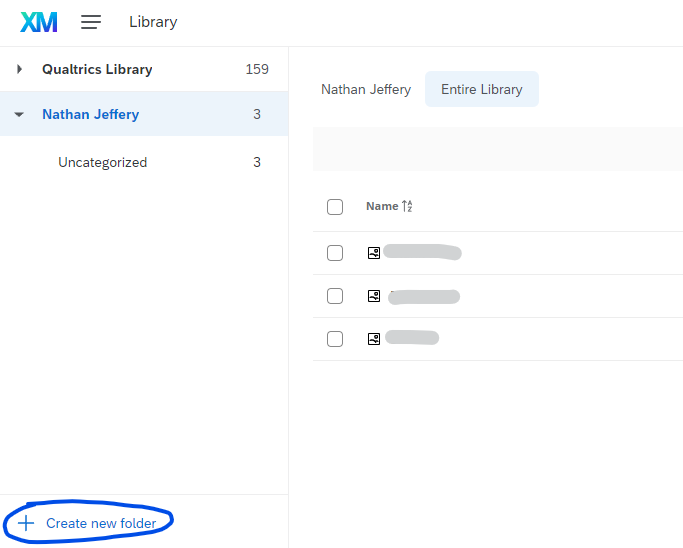 XM Library
Qualtrics Library 159
Nathan Jeffery 3
Uncategorized 3
Create new folder
Nathan Jeffery Entire Library
Name